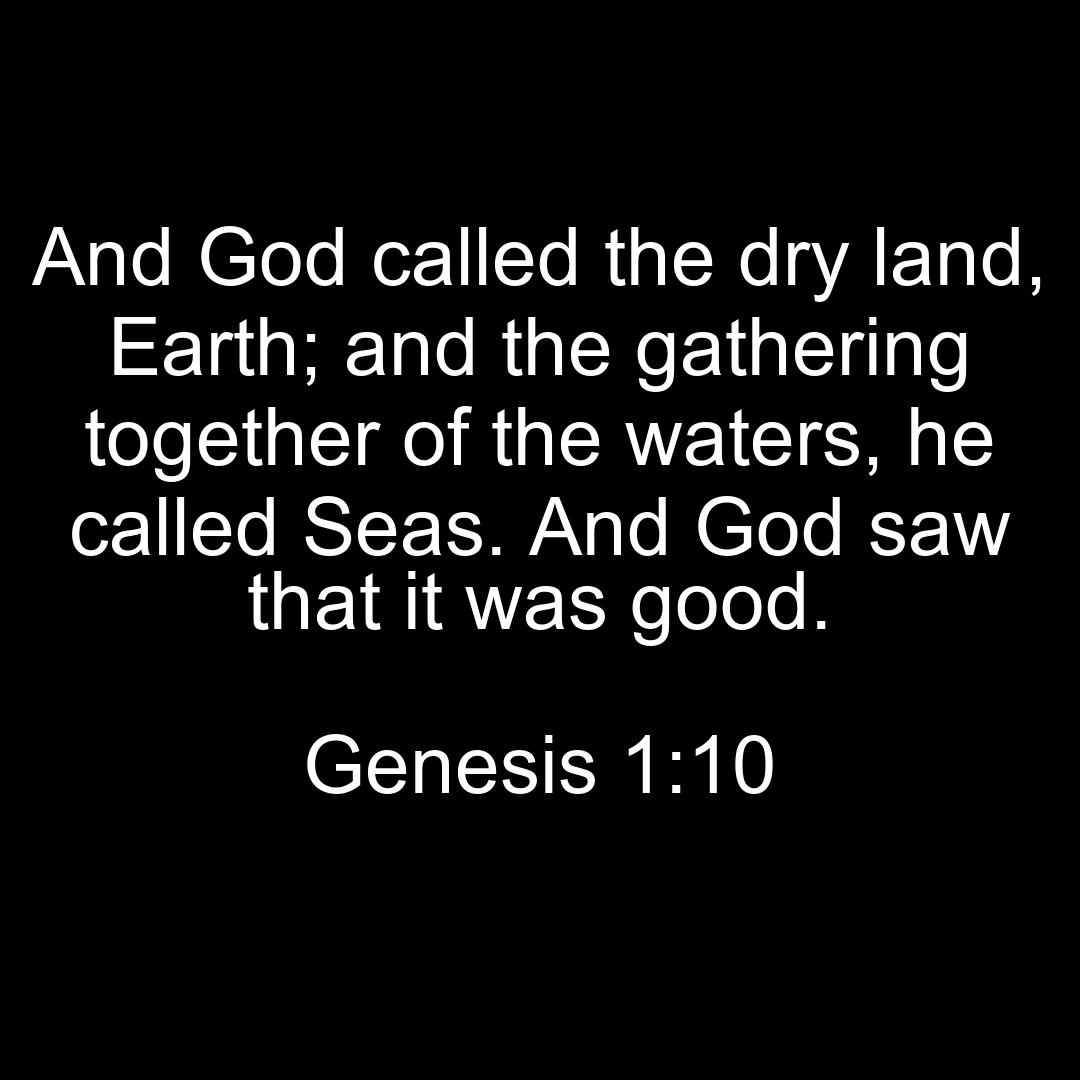 And God called the dry land,
Earth; and the gathering
together of the waters, he
called Seas. And God saw
that it was good.
Genesis 1:10